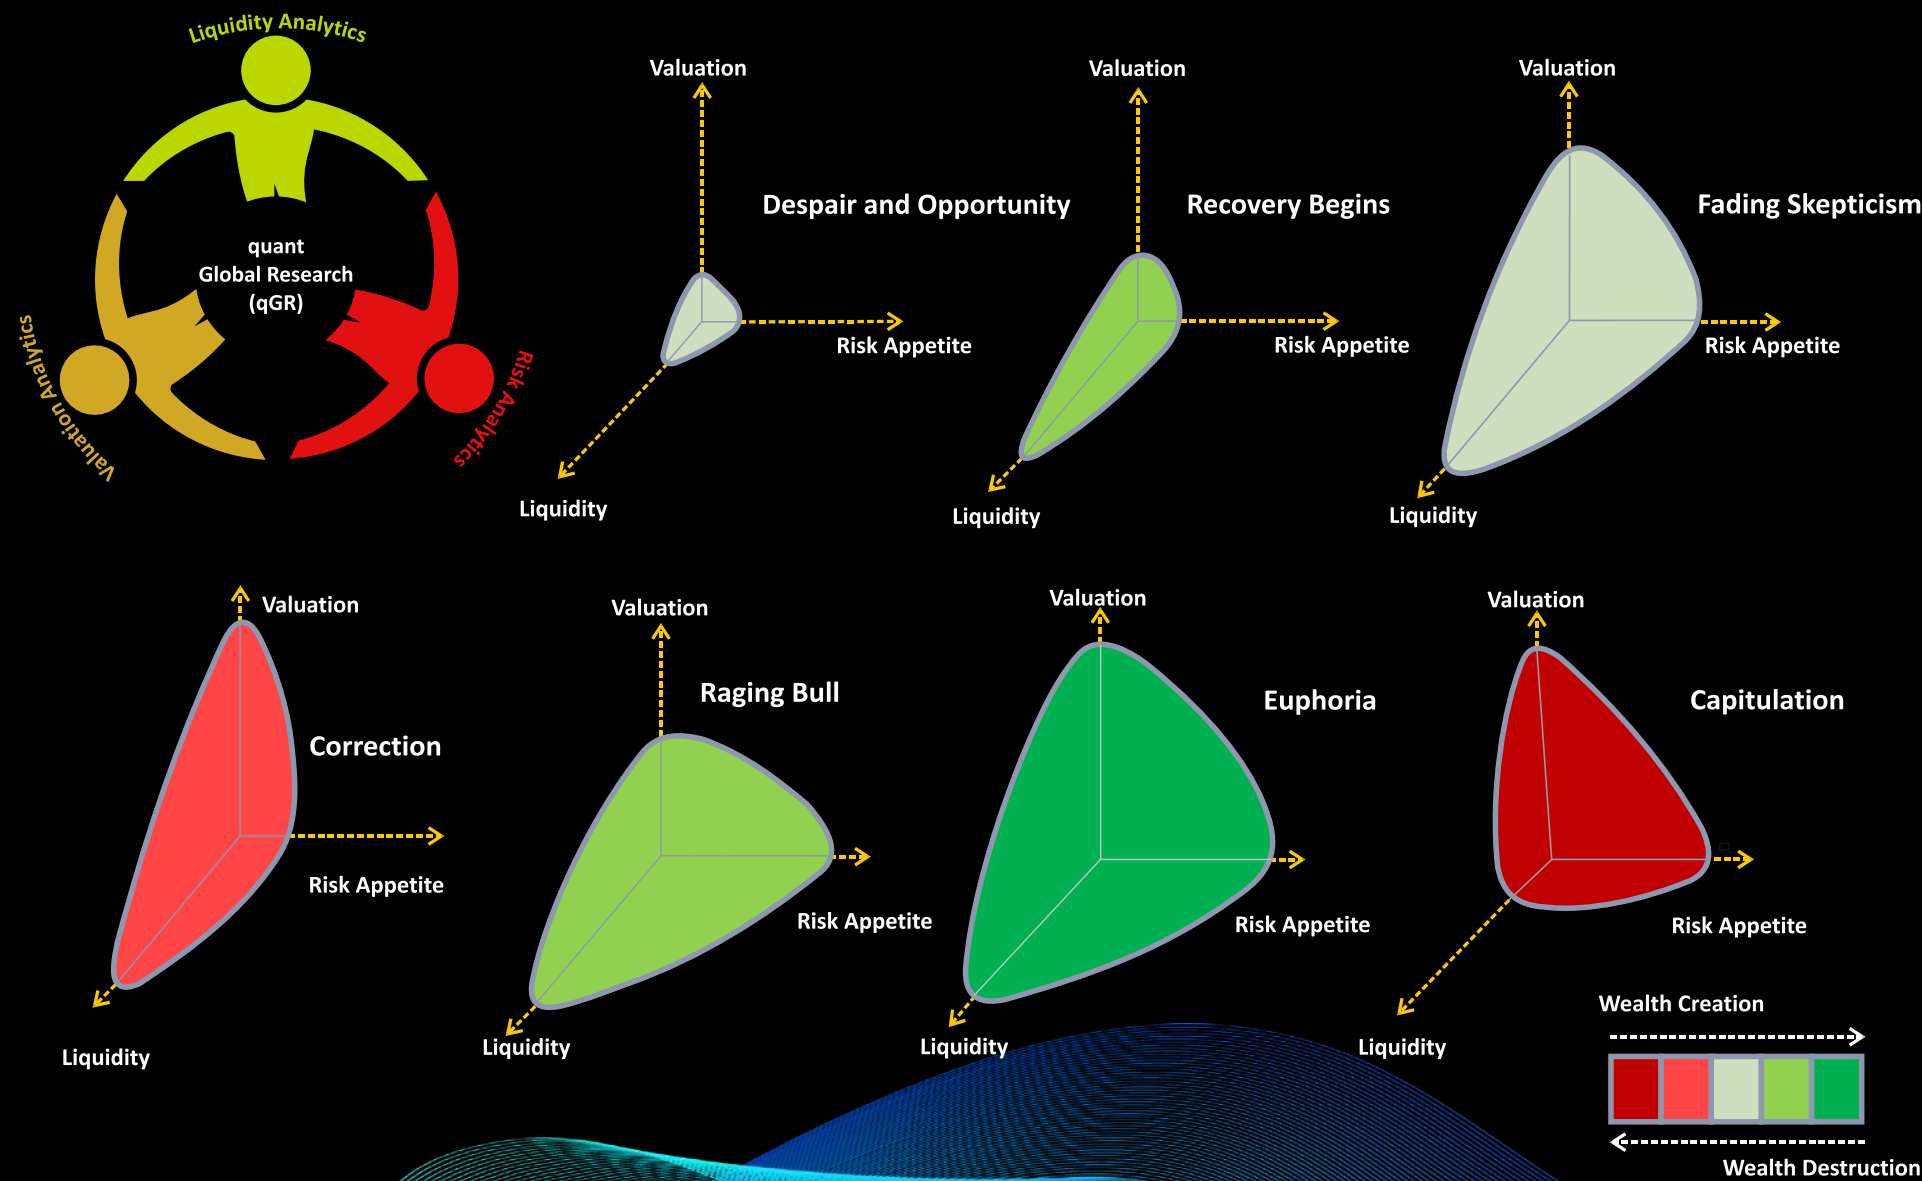 Liquidity Analytics
quant
Global Research
(qGR)
Valuation Analytics
Risk Analytics
Valuation
Despair and Opportunity
Risk Appetite
Liquidity
Valuation
Recovery Begins
Risk Appetite
Liquidity
Valuation
Fading Skepticism
Risk Appetite
Liquidity
Valuation
Correction
Risk Appetite
Liquidity
Valuation
Raging Bull
Risk Appetite
Liquidity
Valuation
Euphoria
Risk Appetite
Liquidity
Valuation
Capitulation
Risk Appetite
Liquidity
Wealth Creation
Wealth Destruction